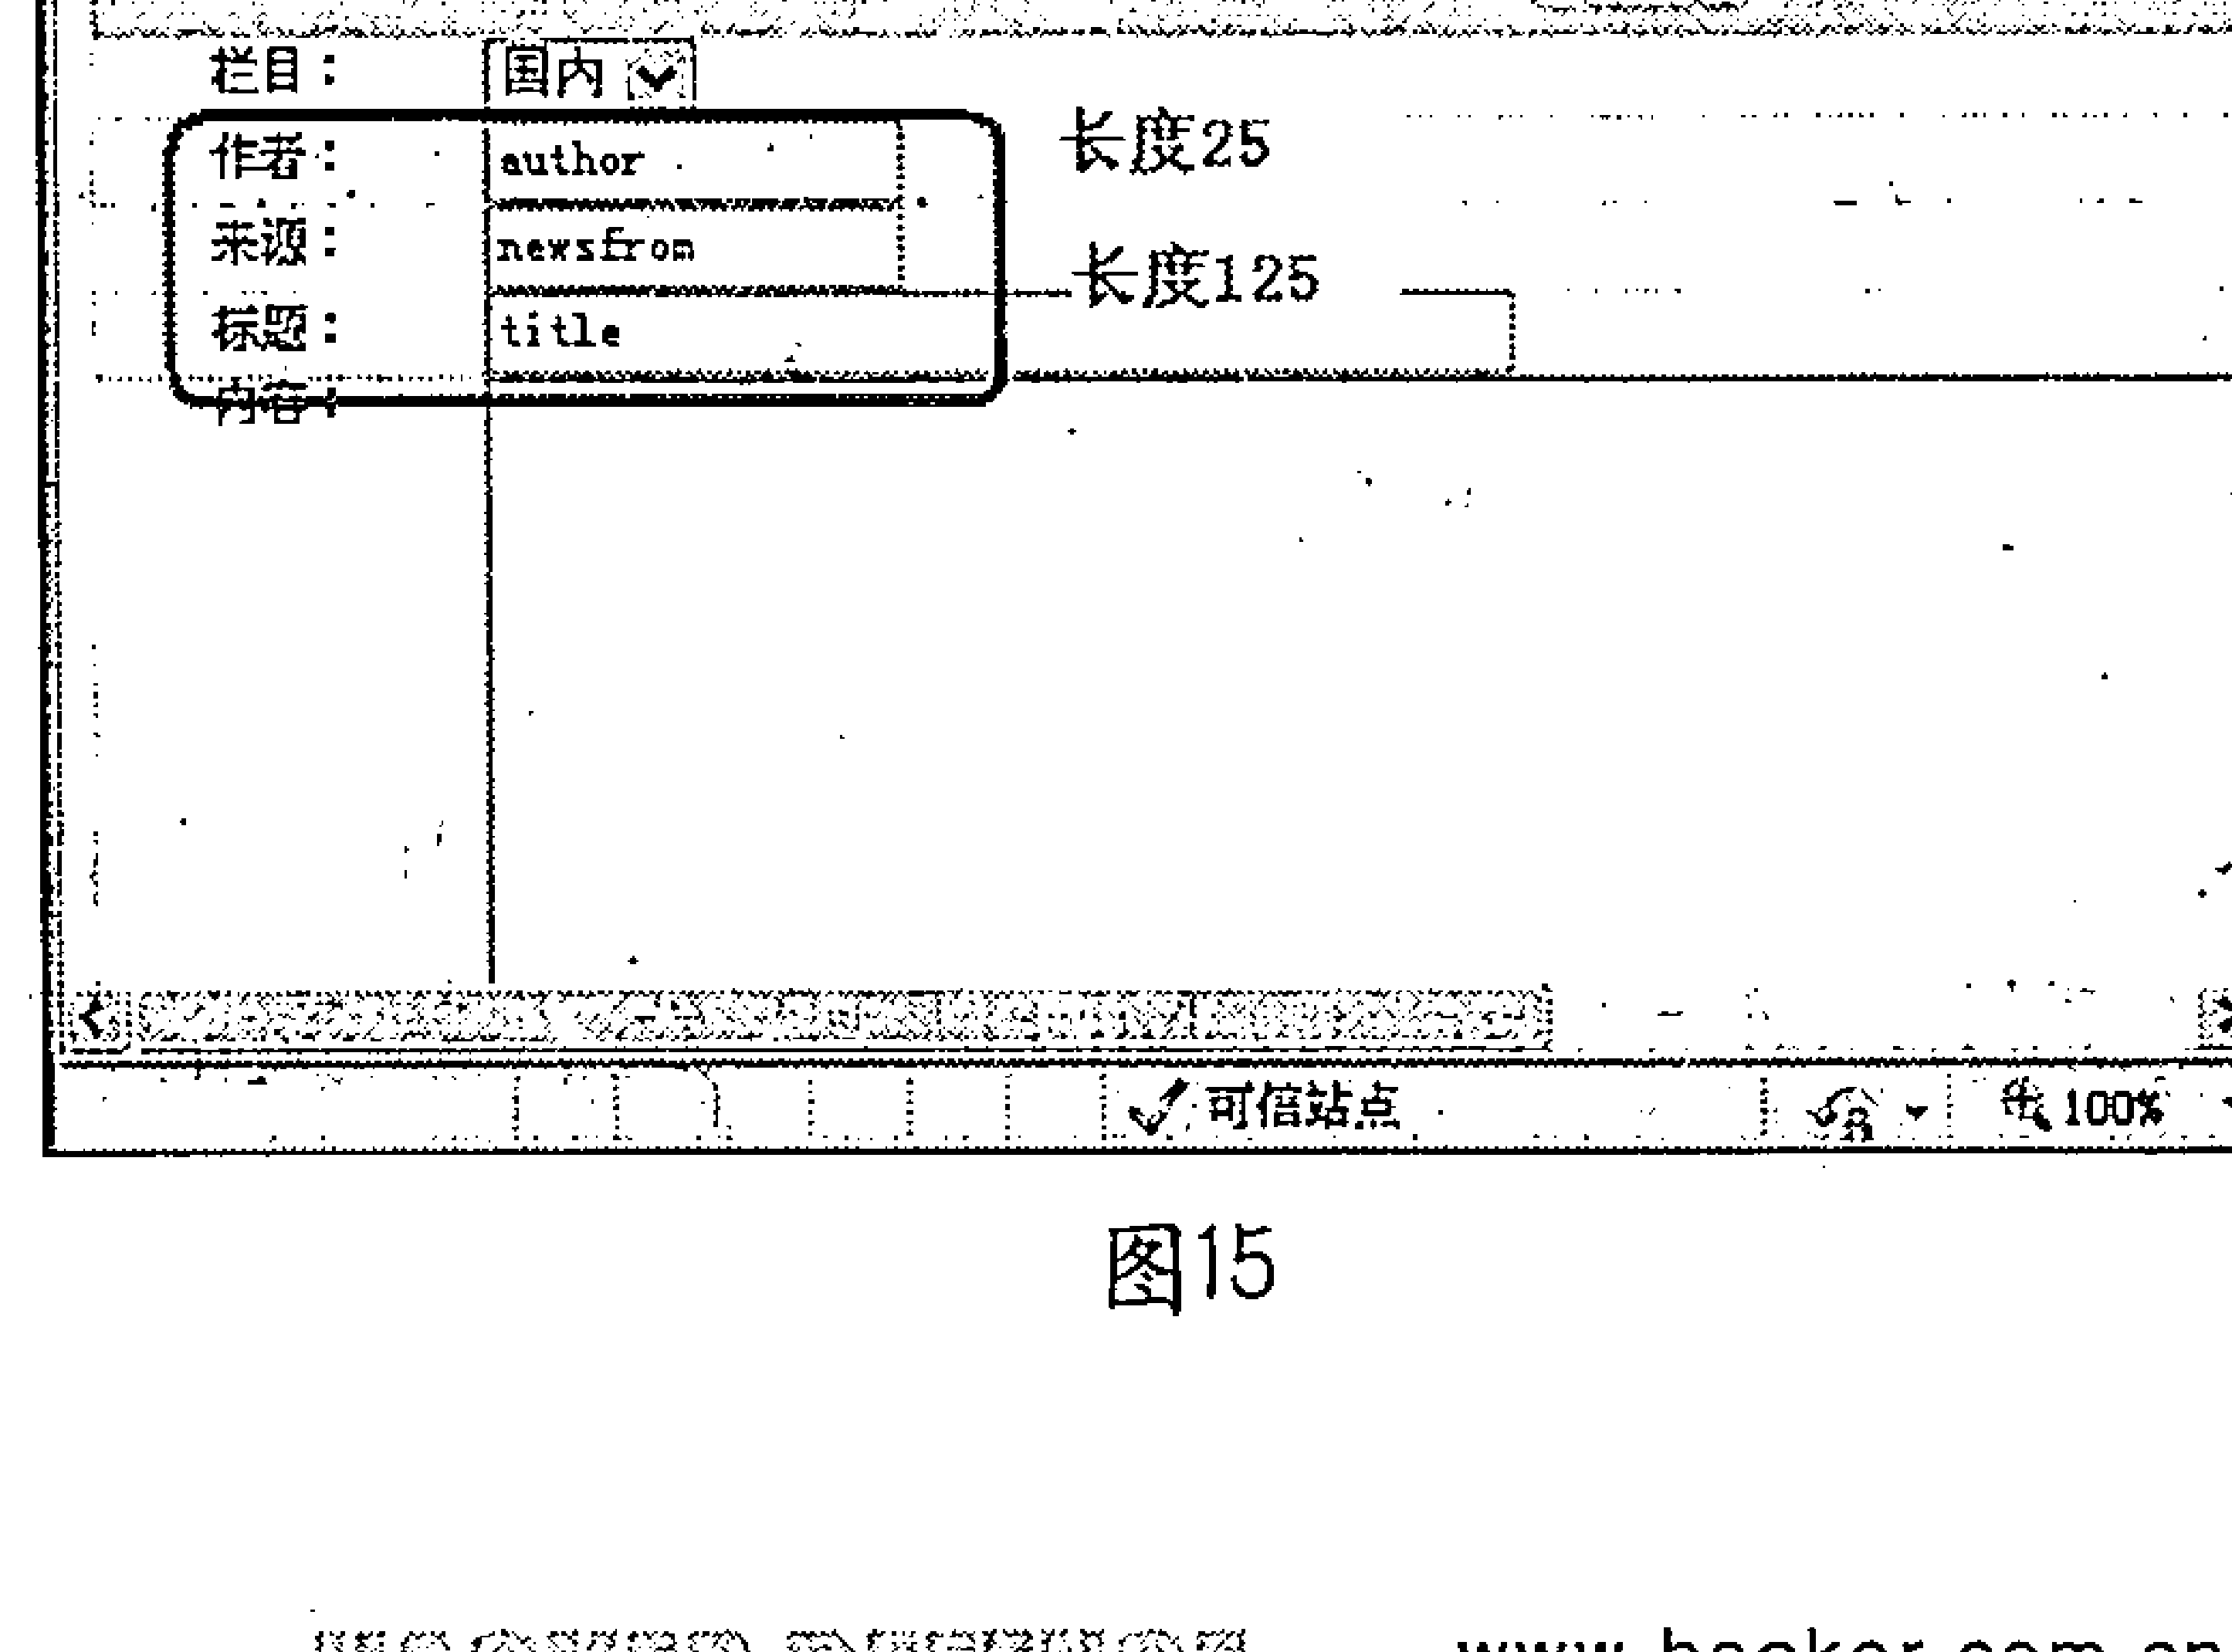 栏目：国内
作者：author 长度25
来源：newsfrom
长度125
标题：title
内容：
可信站点 100%
图15
www.hacker.com.cn